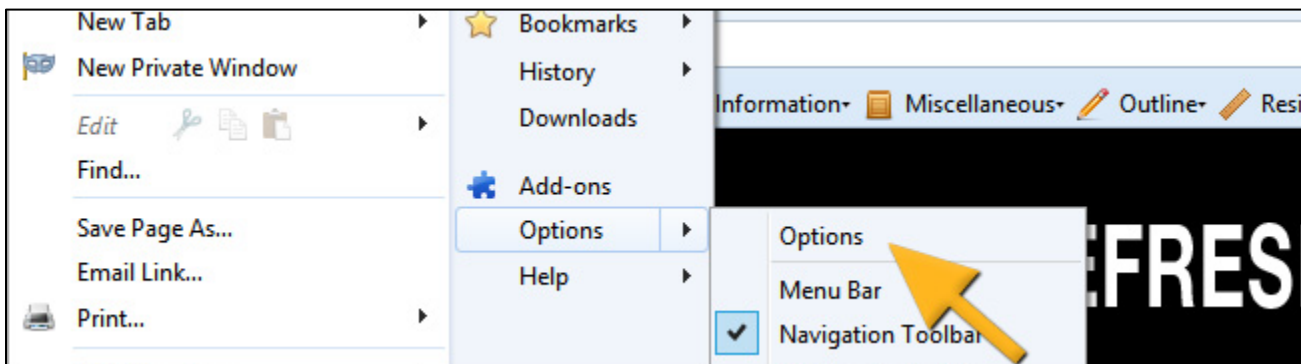 New Tab
New Private Window
Edit
Find...
Save Page As...
Email Link...
Print...
Bookmarks
History
Downloads
Add-ons
Options
Help
Information
Miscellaneous
Outline
Options
Menu Bar
Navigation Toolbar